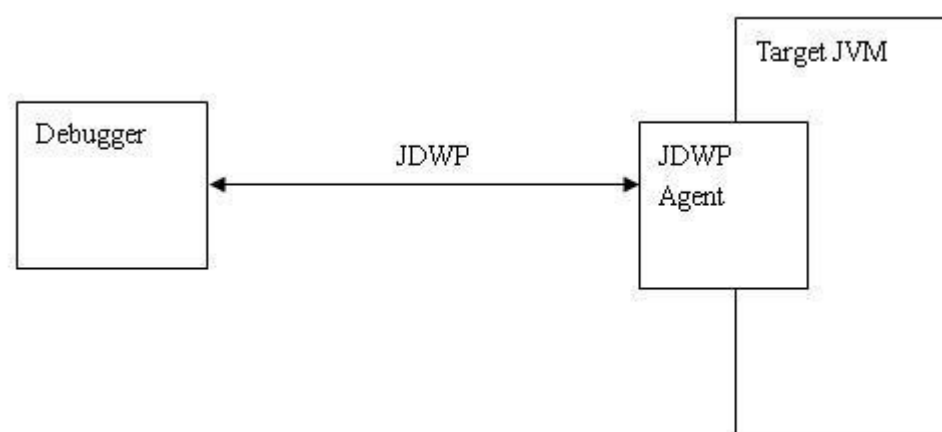 Target JVM
Debugger
JDWP
JDWP
Agent